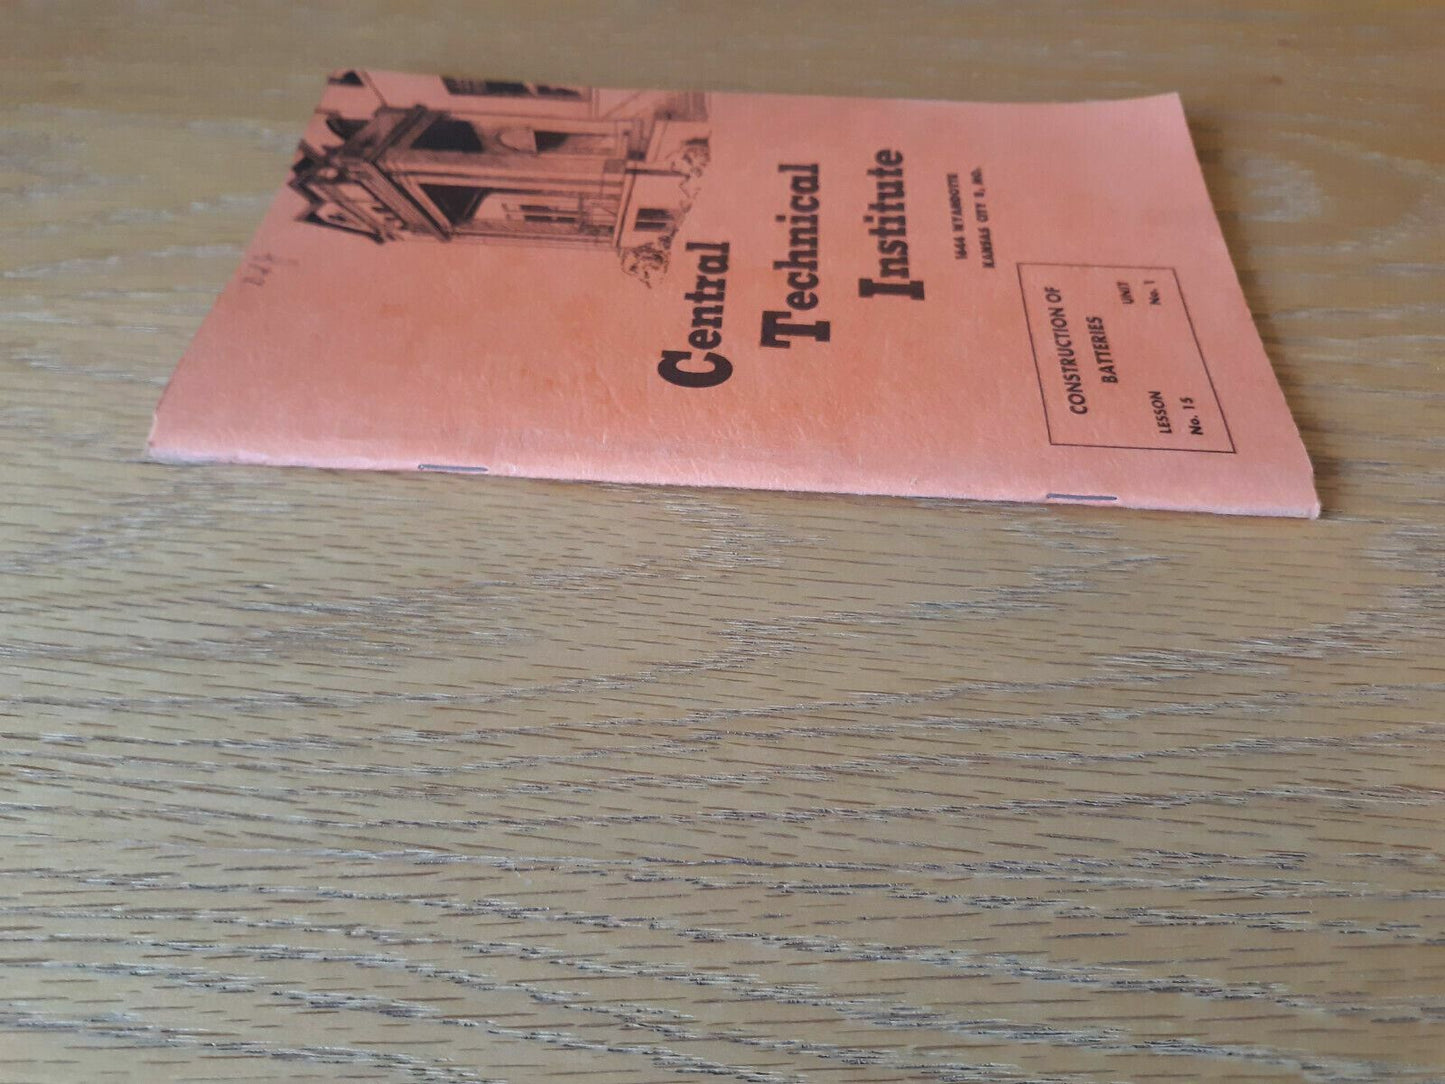 Central
Technical
Institute
1644 WYANDOTTE
KANSAS CITY 8, MO.
CONSTRUCTION OF
BATTERIES
LESSON
No. 15
UNIT
No. 1